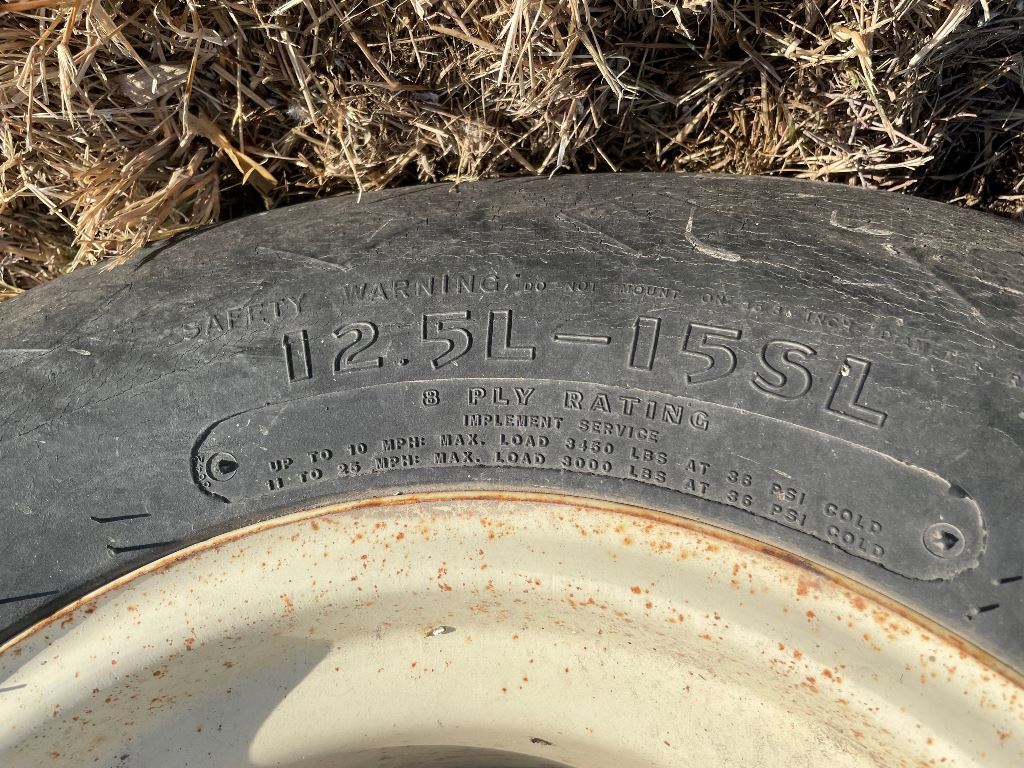 SAFETY WARNING, DO NOT MOUNT ON
12.5L-15SL
8 PLY RATING
IMPLEMENT SERVICE
UP TO 10 MPH: MAX. LOAD 3450 LBS AT 36 PSI COLD
11 TO 25 MPH: MAX. LOAD 3000 LBS AT 36 PSI COLD